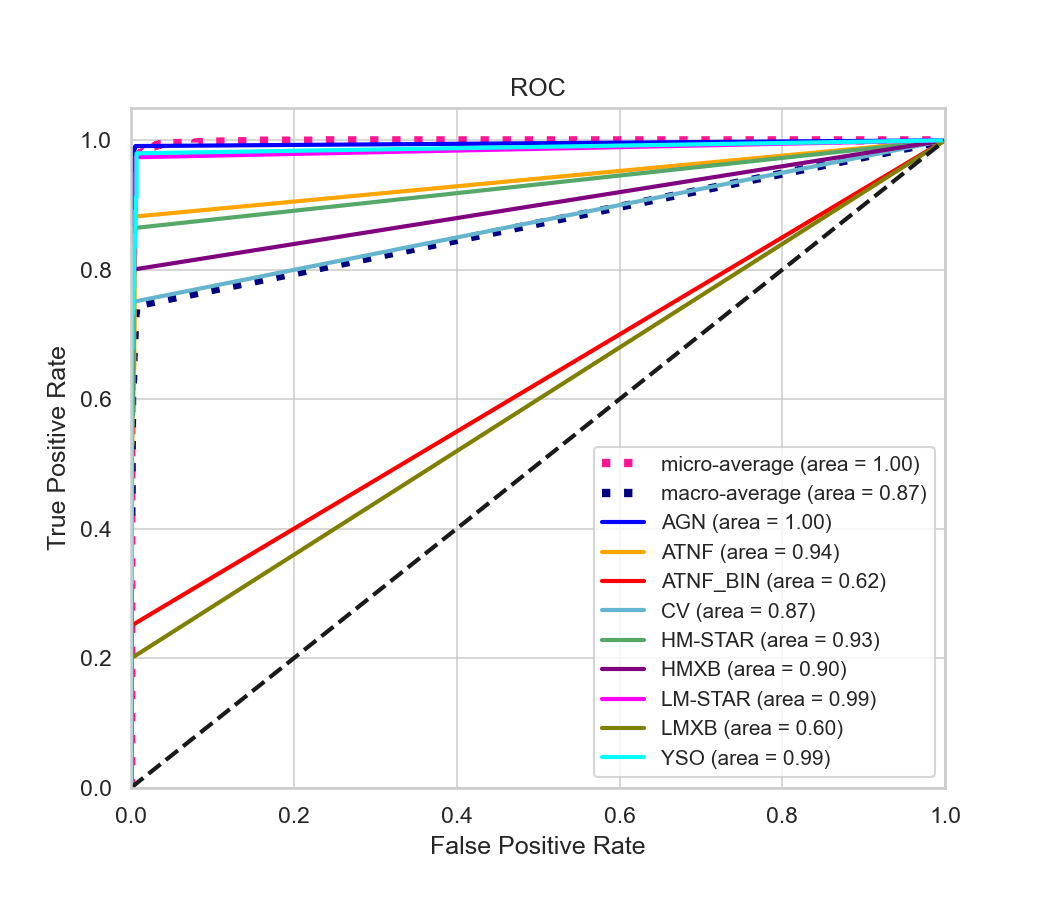 ROC
1.0
0.8
0.6
0.4
0.2
0.0
True Positive Rate
micro-average (area = 1.00)
macro-average (area = 0.87)
AGN (area = 1.00)
ATNF (area = 0.94)
ATNF_BIN (area = 0.62)
CV (area = 0.87)
HM-STAR (area = 0.93)
HMXB (area = 0.90)
LM-STAR (area = 0.99)
LMXB (area = 0.60)
YSO (area = 0.99)
0.0 0.2 0.4 0.6 0.8 1.0
False Positive Rate